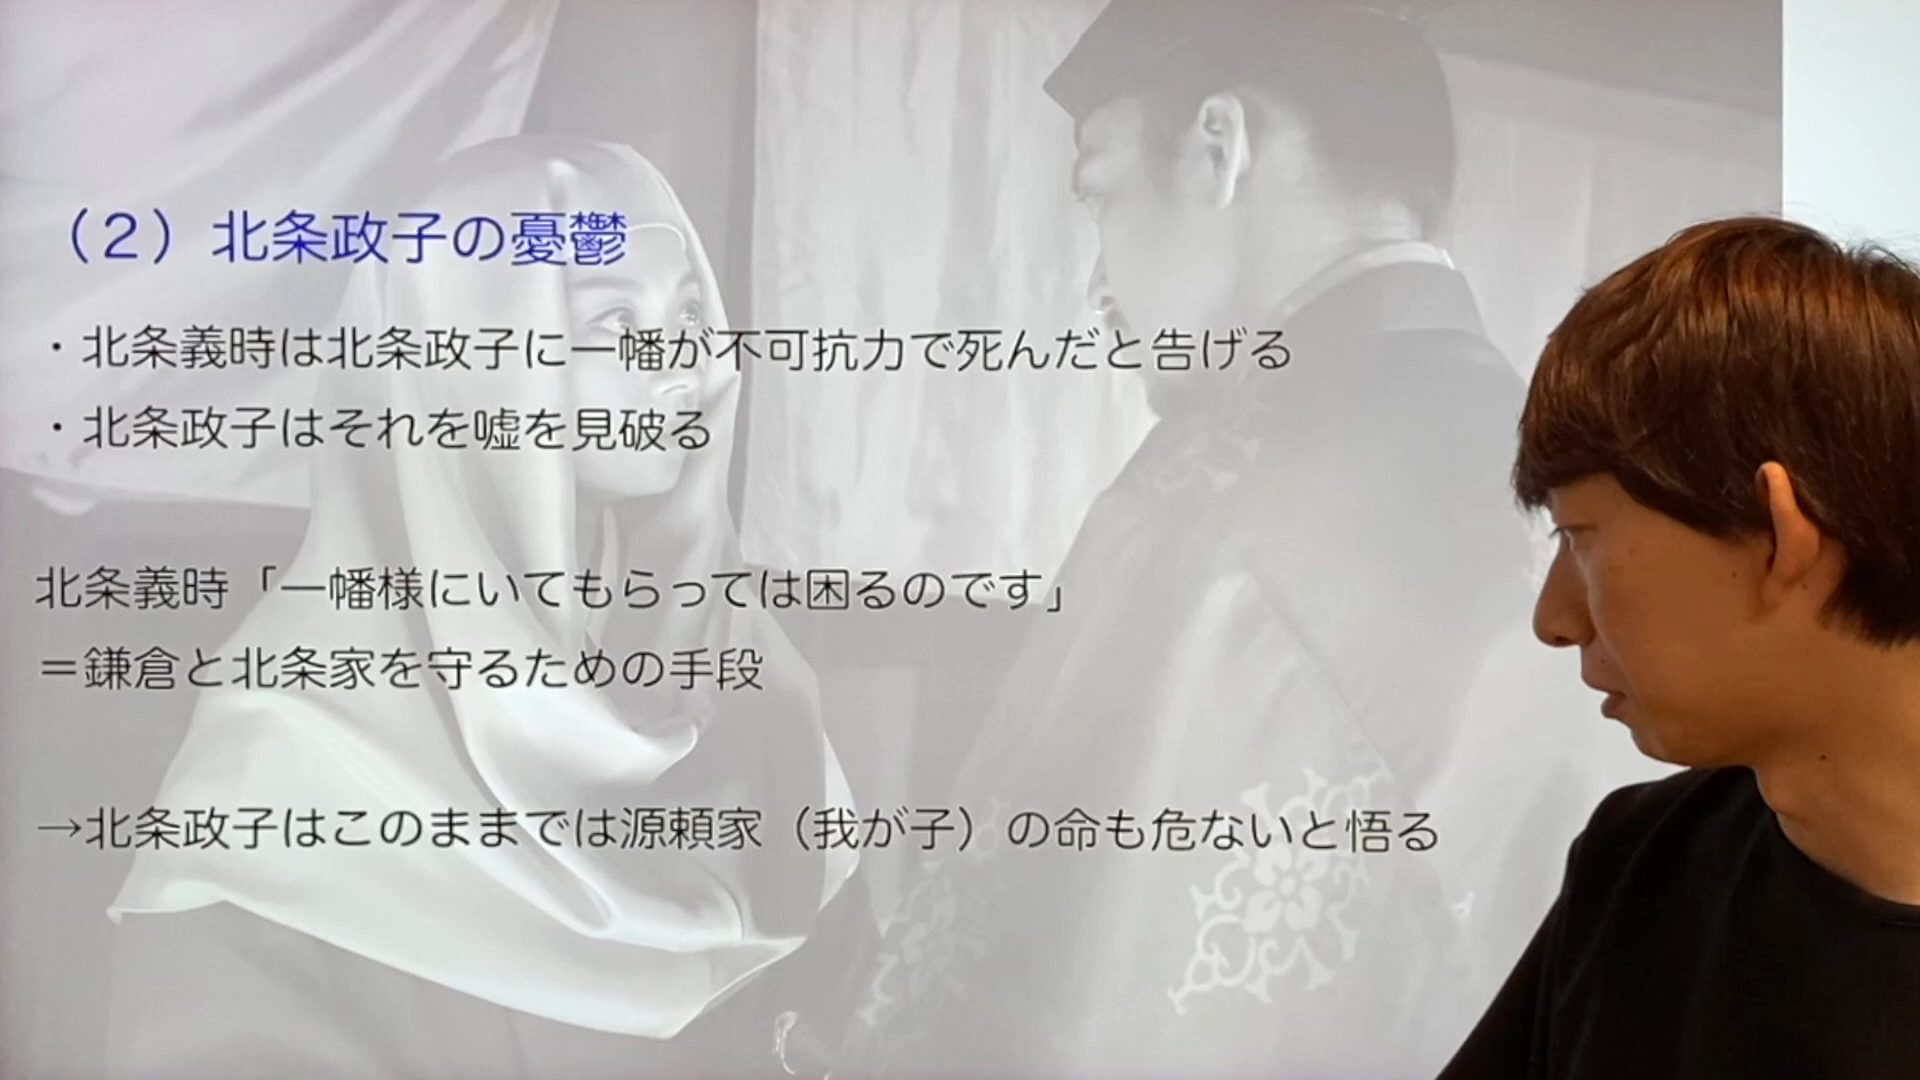 （２）北条政子の憂鬱
・北条義時は北条政子に一幡が不可抗力で死んだと告げる
・北条政子はそれを嘘を見破る
北条義時「一幡様にいてもらっては困るのです」
＝鎌倉と北条家を守るための手段
→北条政子はこのままでは源頼家（我が子）の命も危ないと悟る